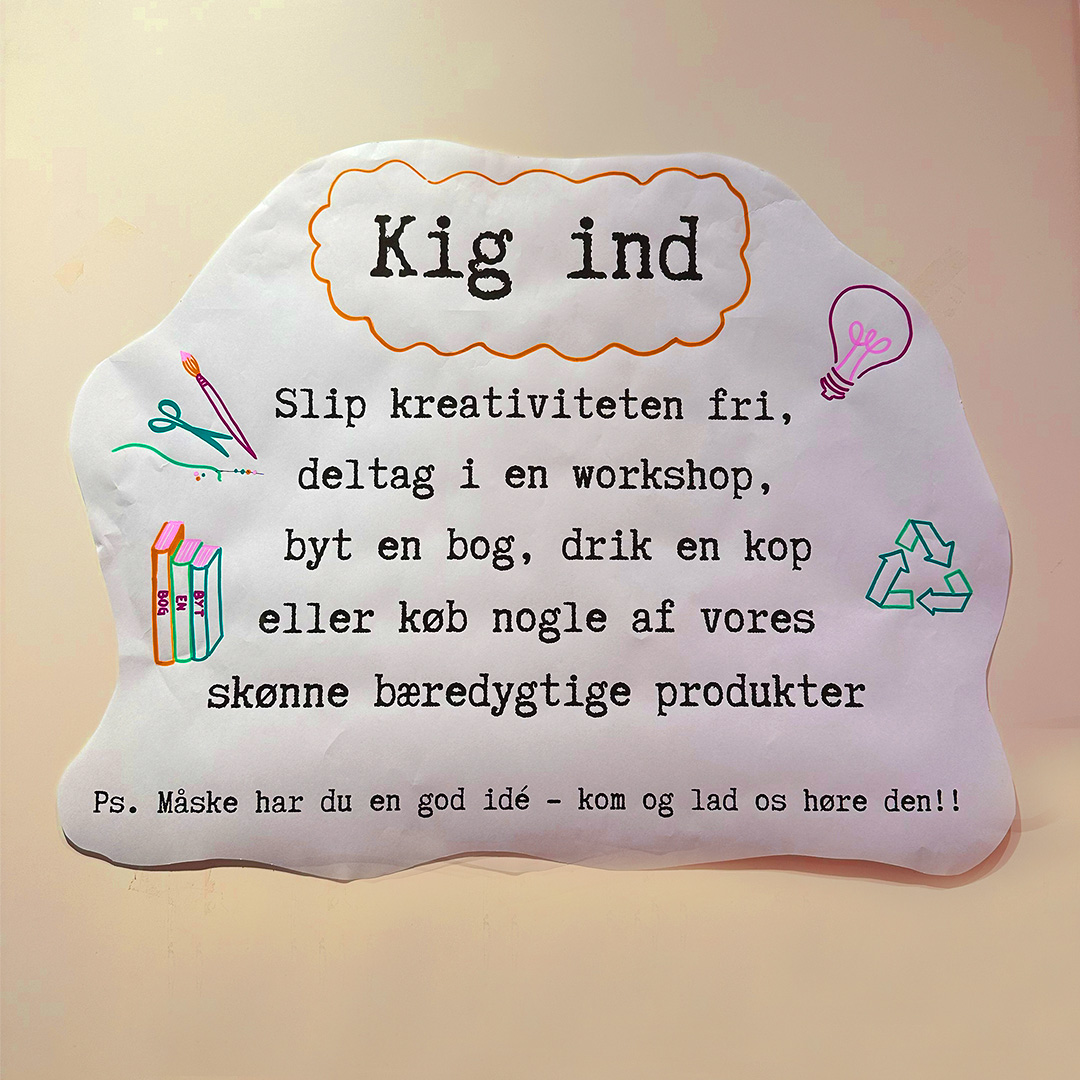 Kig ind
Slip kreativiteten fri,
deltag i en workshop,
byt en bog, drik en kop
eller køb nogle af vores
skønne bæredygtige produkter
BYT
EN
BOG
Ps. Måske har du en god idé - kom og lad os høre den!!